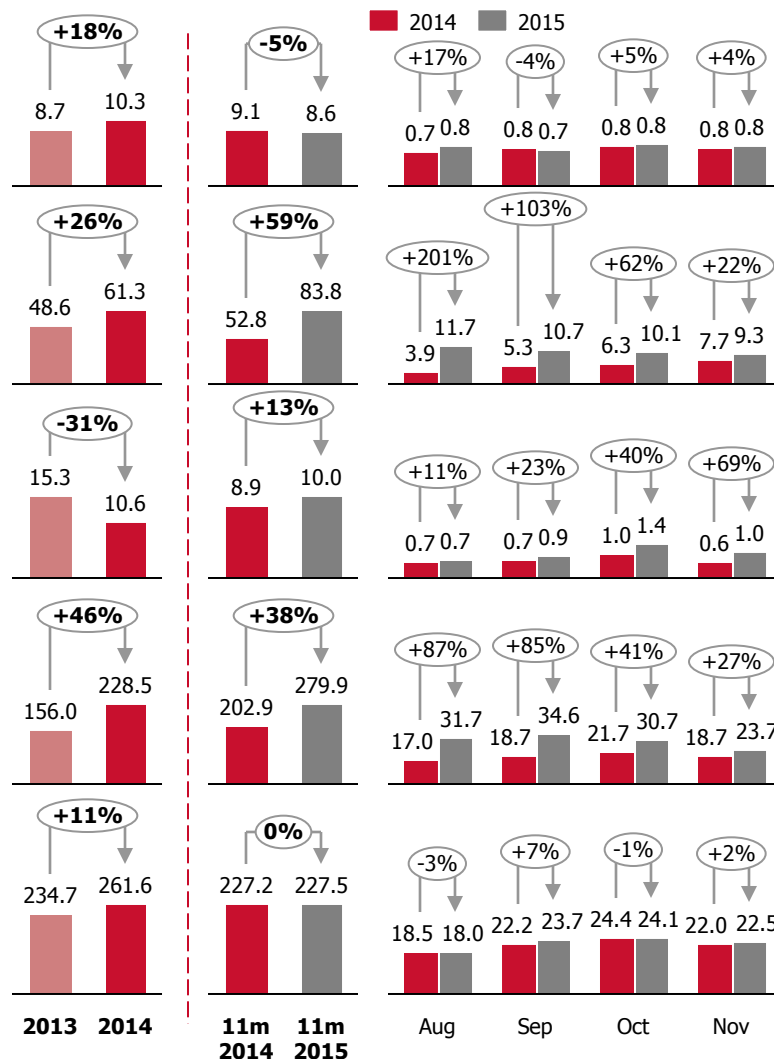 2014 2015
+18% -5% +17% -4% +5% +4%
8.7 10.3 9.1 8.6 0.7 0.8 0.8 0.7 0.8 0.8 0.8 0.8
+26% +59% +201% +103% +62% +22%
48.6 61.3 52.8 83.8 3.9 11.7 5.3 10.7 6.3 10.1 7.7 9.3
-31% +13% +11% +23% +40% +69%
15.3 10.6 8.9 10.0 0.7 0.7 0.7 0.9 1.0 1.4 0.6 1.0
+46% +38% +87% +85% +41% +27%
156.0 228.5 202.9 279.9 17.0 31.7 18.7 34.6 21.7 30.7 18.7 23.7
+11% 0% -3% +7% -1% +2%
234.7 261.6 227.2 227.5 18.5 18.0 22.2 23.7 24.4 24.1 22.0 22.5
2013 2014 11m 11m Aug Sep Oct Nov
2014 2015